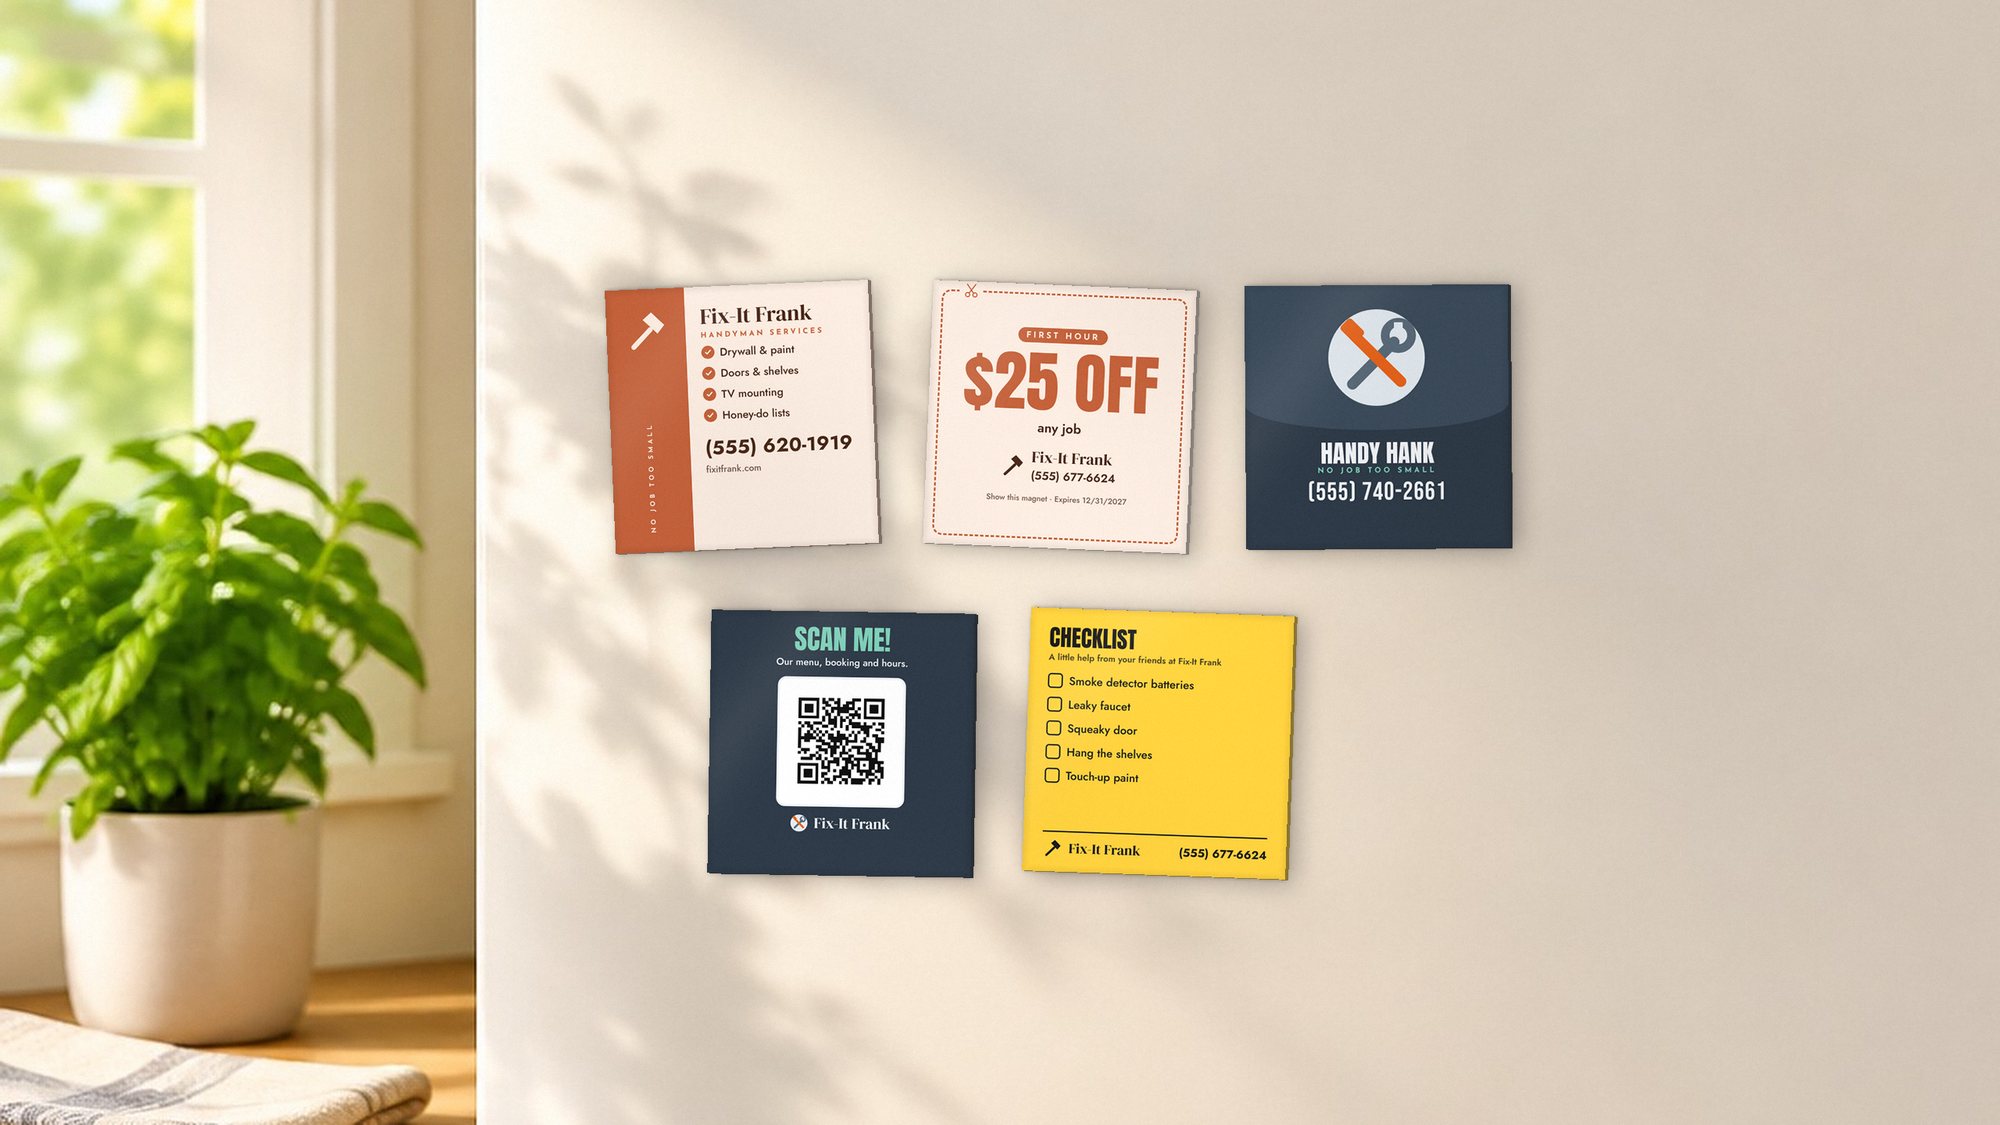 Fix-It Frank
HANDYMAN SERVICES
Drywall & paint
Doors & shelves
TV mounting
Honey-do lists
(555) 620-1919
fixitfrank.com
NO JOB TOO SMALL
FIRST HOUR
$25 OFF
any job
Fix-It Frank
(555) 677-6624
Show this magnet · Expires 12/31/2027
HANDY HANK
NO JOB TOO SMALL
(555) 740-2661
SCAN ME!
Our menu, booking and hours.
Fix-It Frank
CHECKLIST
A little help from your friends at Fix-It Frank
Smoke detector batteries
Leaky faucet
Squeaky door
Hang the shelves
Touch-up paint
Fix-It Frank
(555) 677-6624